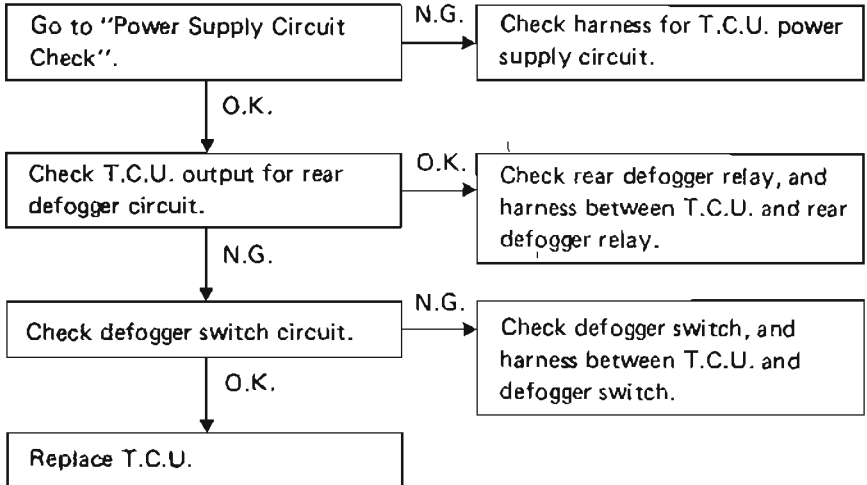 Go to "Power Supply Circuit
Check".
N.G.
Check harness for T.C.U. power
supply circuit.
O.K.
Check T.C.U. output for rear
defogger circuit.
O.K.
Check rear defogger relay, and
harness between T.C.U. and rear
defogger relay.
N.G.
Check defogger switch circuit.
N.G.
Check defogger switch, and
harness between T.C.U. and
defogger switch.
O.K.
Replace T.C.U.